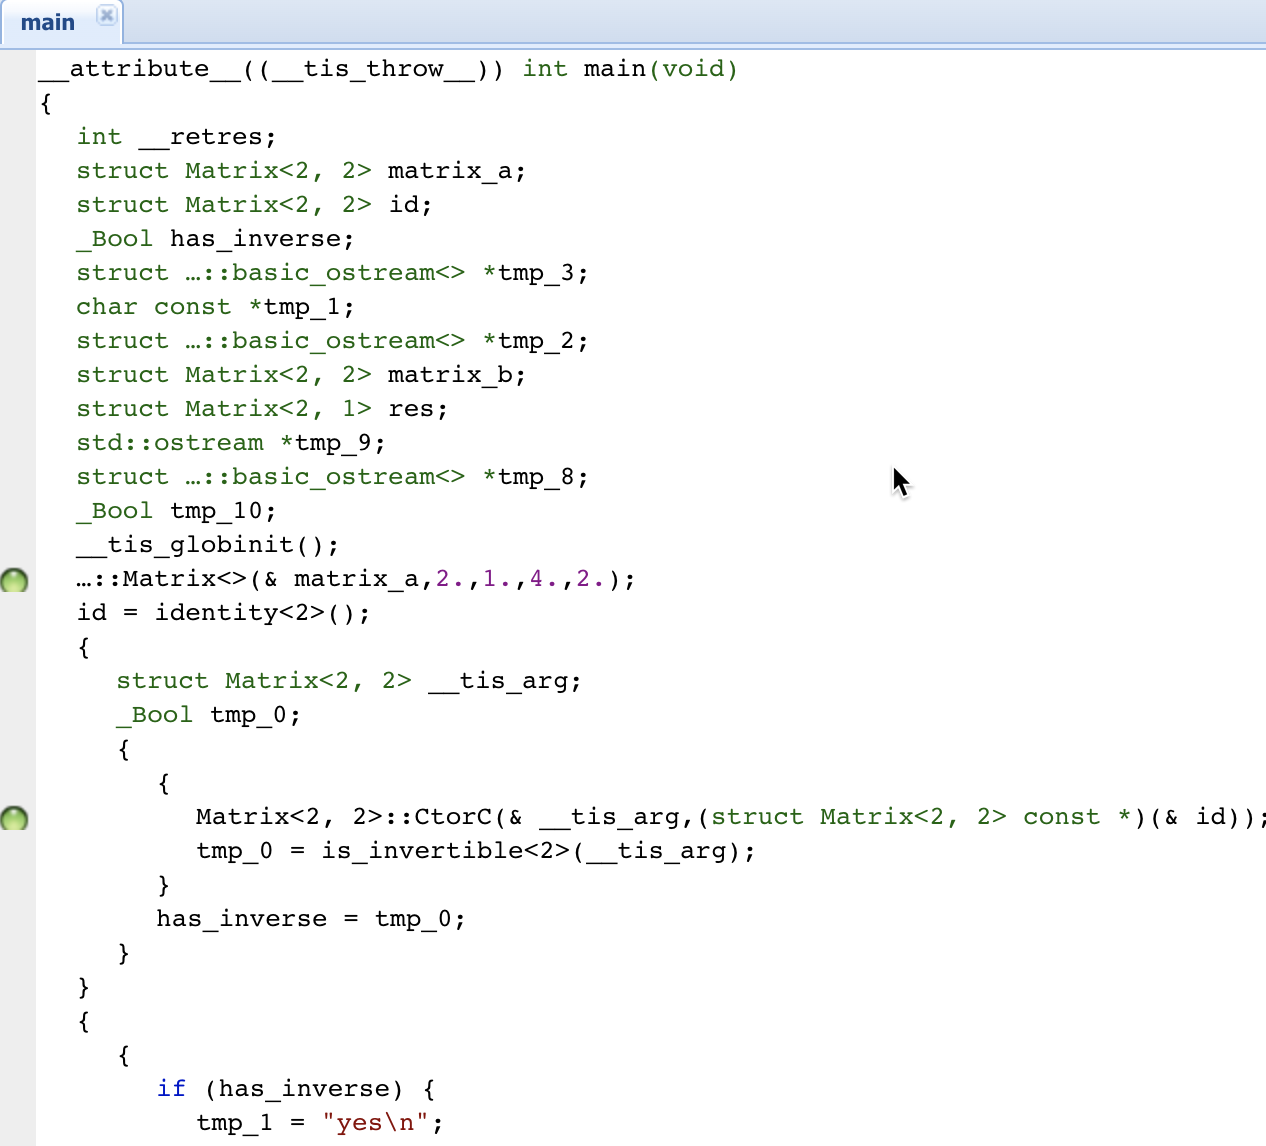 main
__attribute__((__tis_throw__)) int main(void)
{
int __retres;
struct Matrix<2, 2> matrix_a;
struct Matrix<2, 2> id;
_Bool has_inverse;
struct …::basic_ostream<> *tmp_3;
char const *tmp_1;
struct …::basic_ostream<> *tmp_2;
struct Matrix<2, 2> matrix_b;
struct Matrix<2, 1> res;
std::ostream *tmp_9;
struct …::basic_ostream<> *tmp_8;
_Bool tmp_10;
__tis_globinit();
…::Matrix<>(& matrix_a,2.,1.,4.,2.);
id = identity<2>();
{
struct Matrix<2, 2> __tis_arg;
_Bool tmp_0;
{
{
Matrix<2, 2>::CtorC(& __tis_arg,(struct Matrix<2, 2> const *)(& id));
tmp_0 = is_invertible<2>(__tis_arg);
}
has_inverse = tmp_0;
}
}
{
{
if (has_inverse) {
tmp_1 = "yes\n";